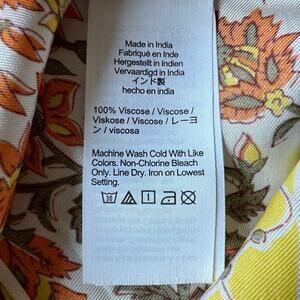 Made in India
Fabriqué en Inde
Hergestellt in Indien
Vervaardigd in India
インド製
hecho en india
100% Viscose / Viscose /
Viskose / Viscose / レーヨ
ン / viscosa
Machine Wash Cold With Like
Colors. Non-Chlorine Bleach
Only. Line Dry. Iron on Lowest
Setting.
30